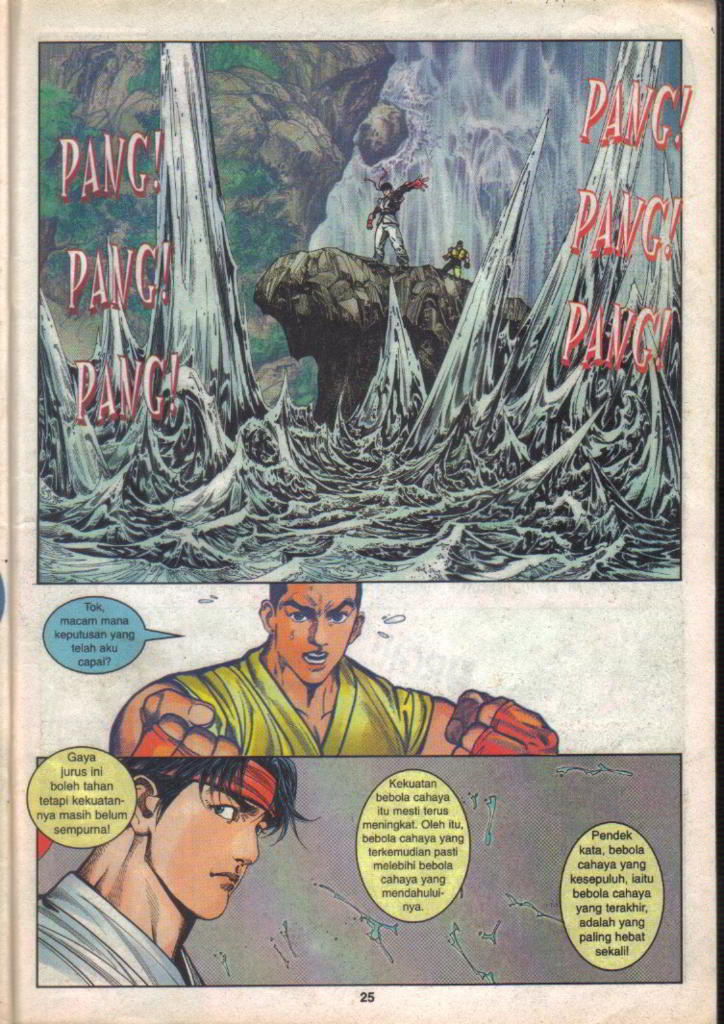 PANG!
PANG!
PANG!
PANG!
PANG!
PANG!
Tok,
macam mana
keputusan yang
telah aku
capai?
Gaya
jurus ini
boleh tahan
tetapi kekuatan-
nya masih belum
sempurna!
Kekuatan
bebola cahaya
itu mesti terus
meningkat. Oleh itu,
bebola cahaya yang
terkemudian pasti
melebihi bebola
cahaya yang
mendahului-
nya.
Pendek
kata, bebola
cahaya yang
kesepuluh, iaitu
bebola cahaya
yang terakhir,
adalah yang
paling hebat
sekali!
25